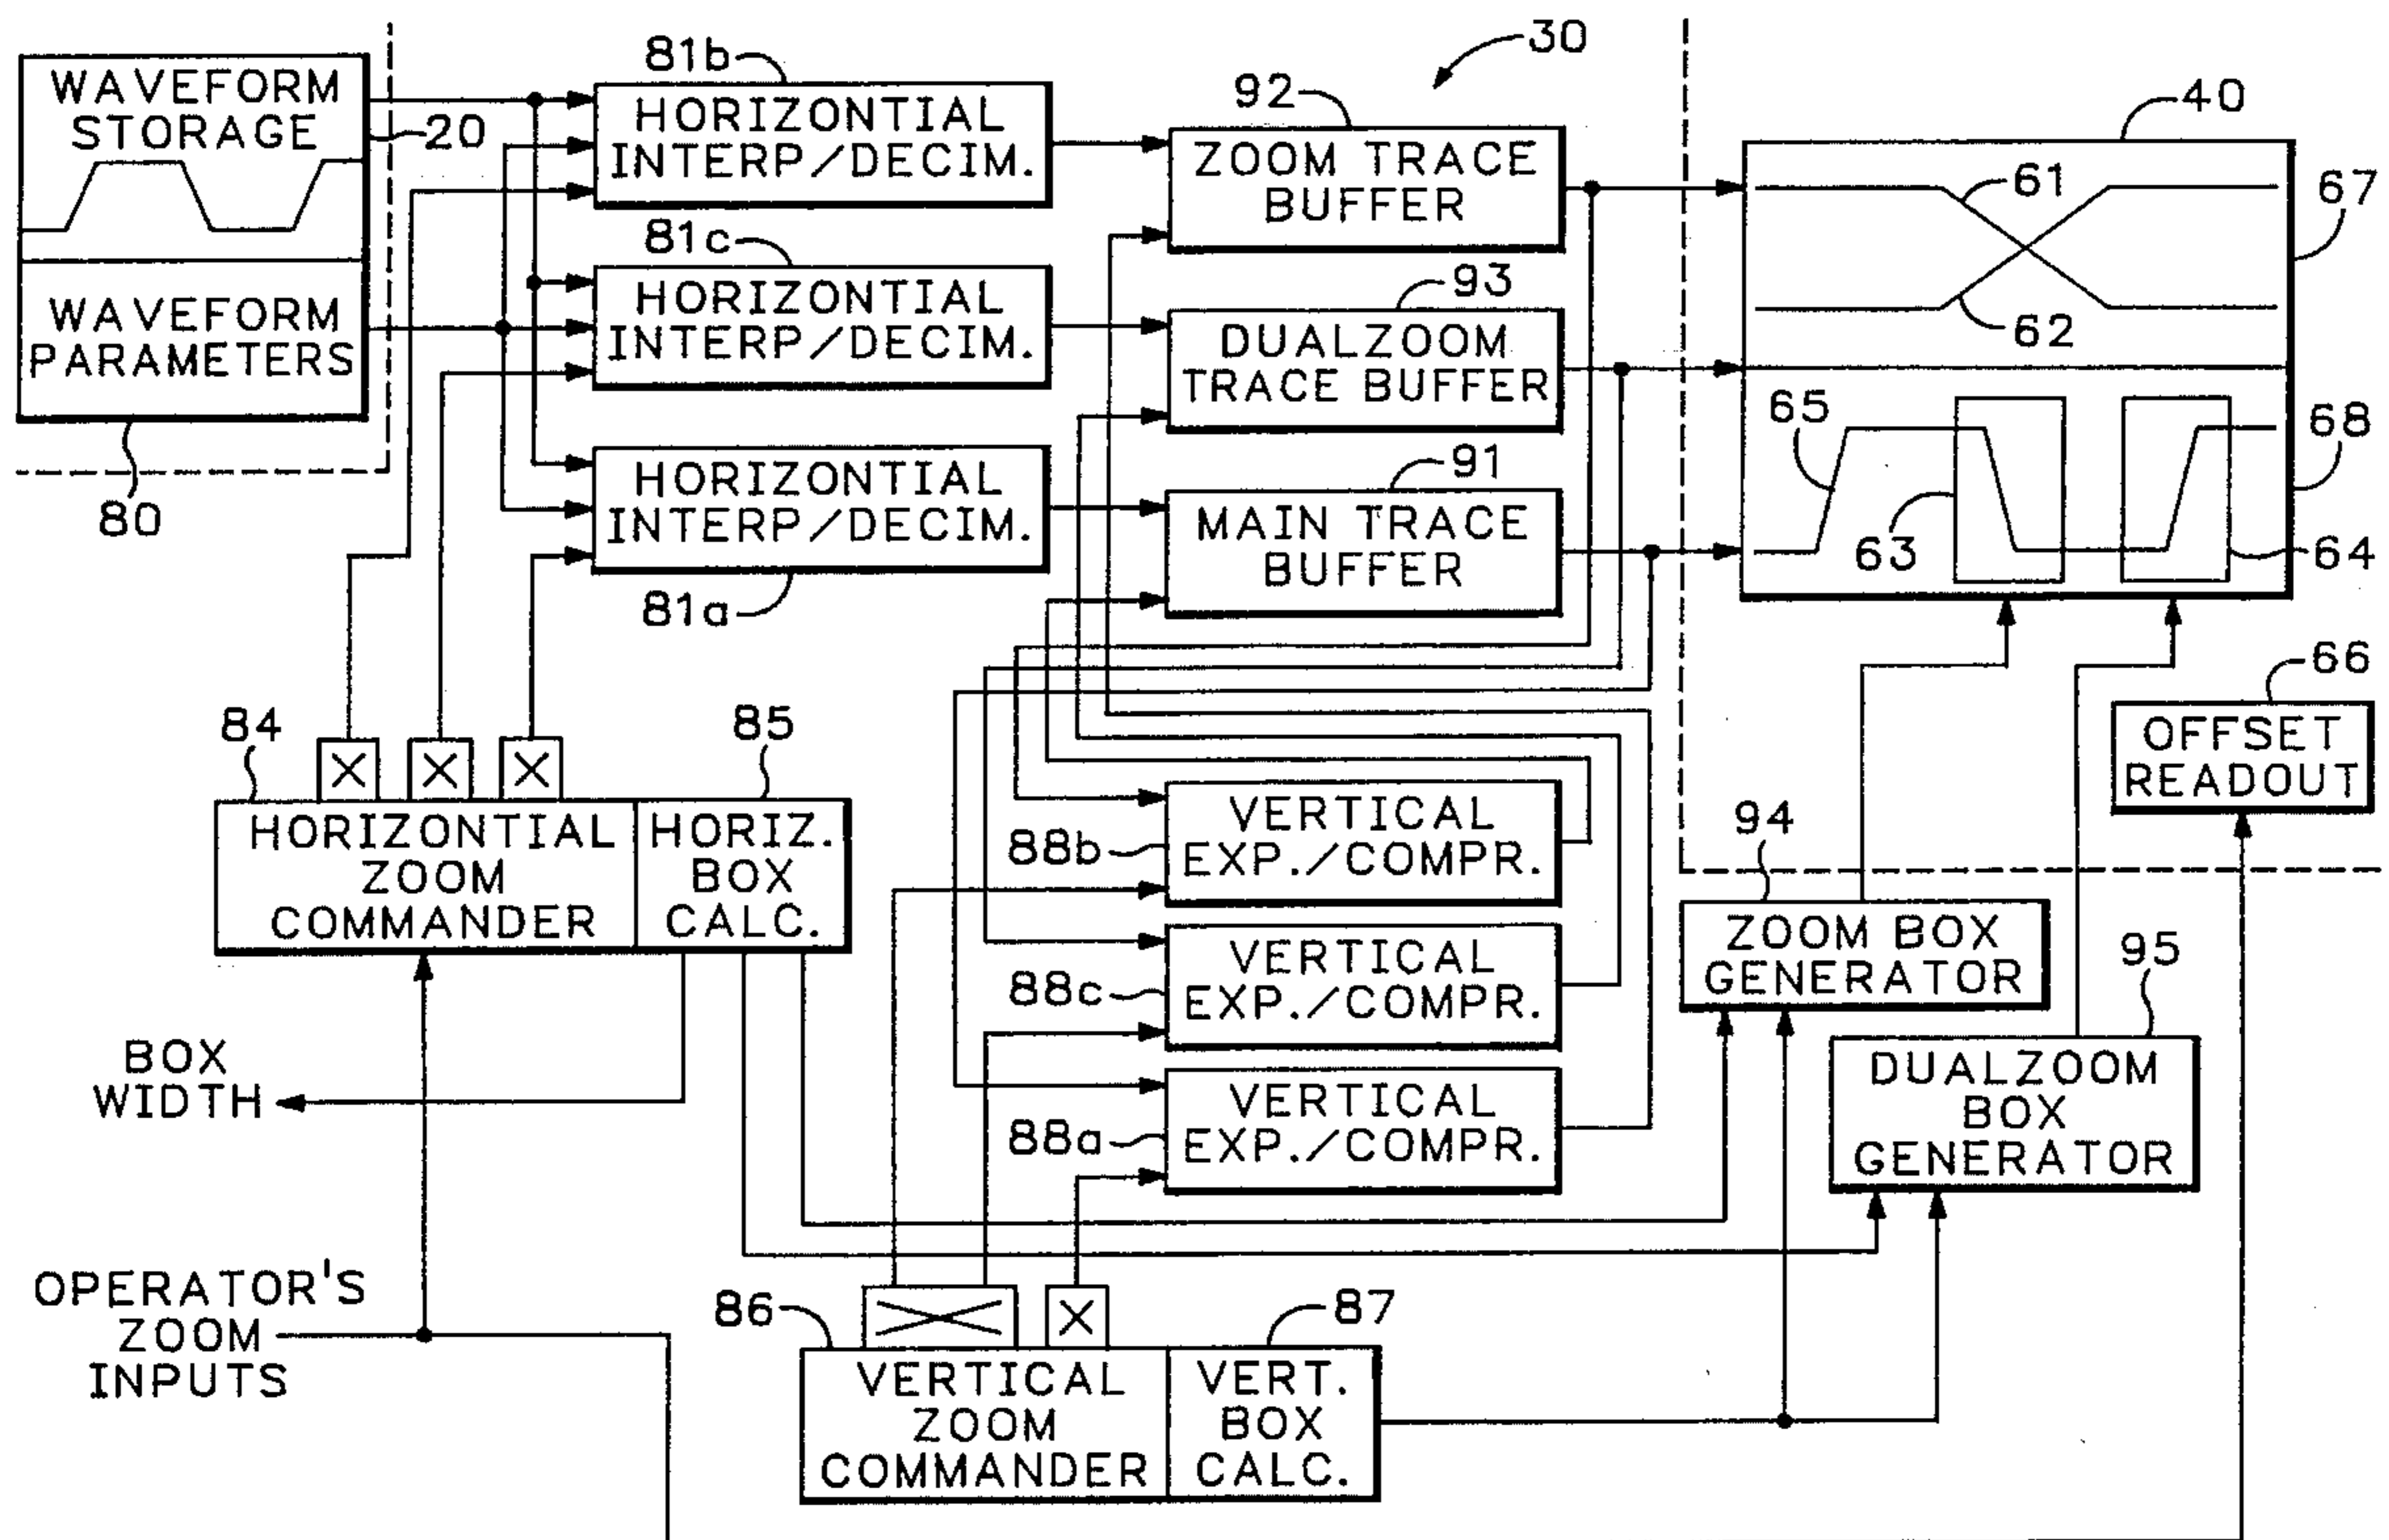 30
81b
92
40
WAVEFORM
STORAGE
20
HORIZONTIAL
INTERP/DECIM.
ZOOM TRACE
BUFFER
61
67
62
81c
93
WAVEFORM
PARAMETERS
HORIZONTIAL
INTERP/DECIM.
DUALZOOM
TRACE BUFFER
65
68
63
64
80
91
HORIZONTIAL
INTERP/DECIM.
MAIN TRACE
BUFFER
81a
66
OFFSET
READOUT
84
85
X
X
X
HORIZONTIAL
ZOOM
COMMANDER
HORIZ.
BOX
CALC.
88b
VERTICAL
EXP./COMPR.
94
ZOOM BOX
GENERATOR
88c
VERTICAL
EXP./COMPR.
95
DUALZOOM
BOX
GENERATOR
BOX
WIDTH
88a
VERTICAL
EXP./COMPR.
OPERATOR'S
ZOOM
INPUTS
86
87
X
X
VERTICAL
ZOOM
COMMANDER
VERT.
BOX
CALC.